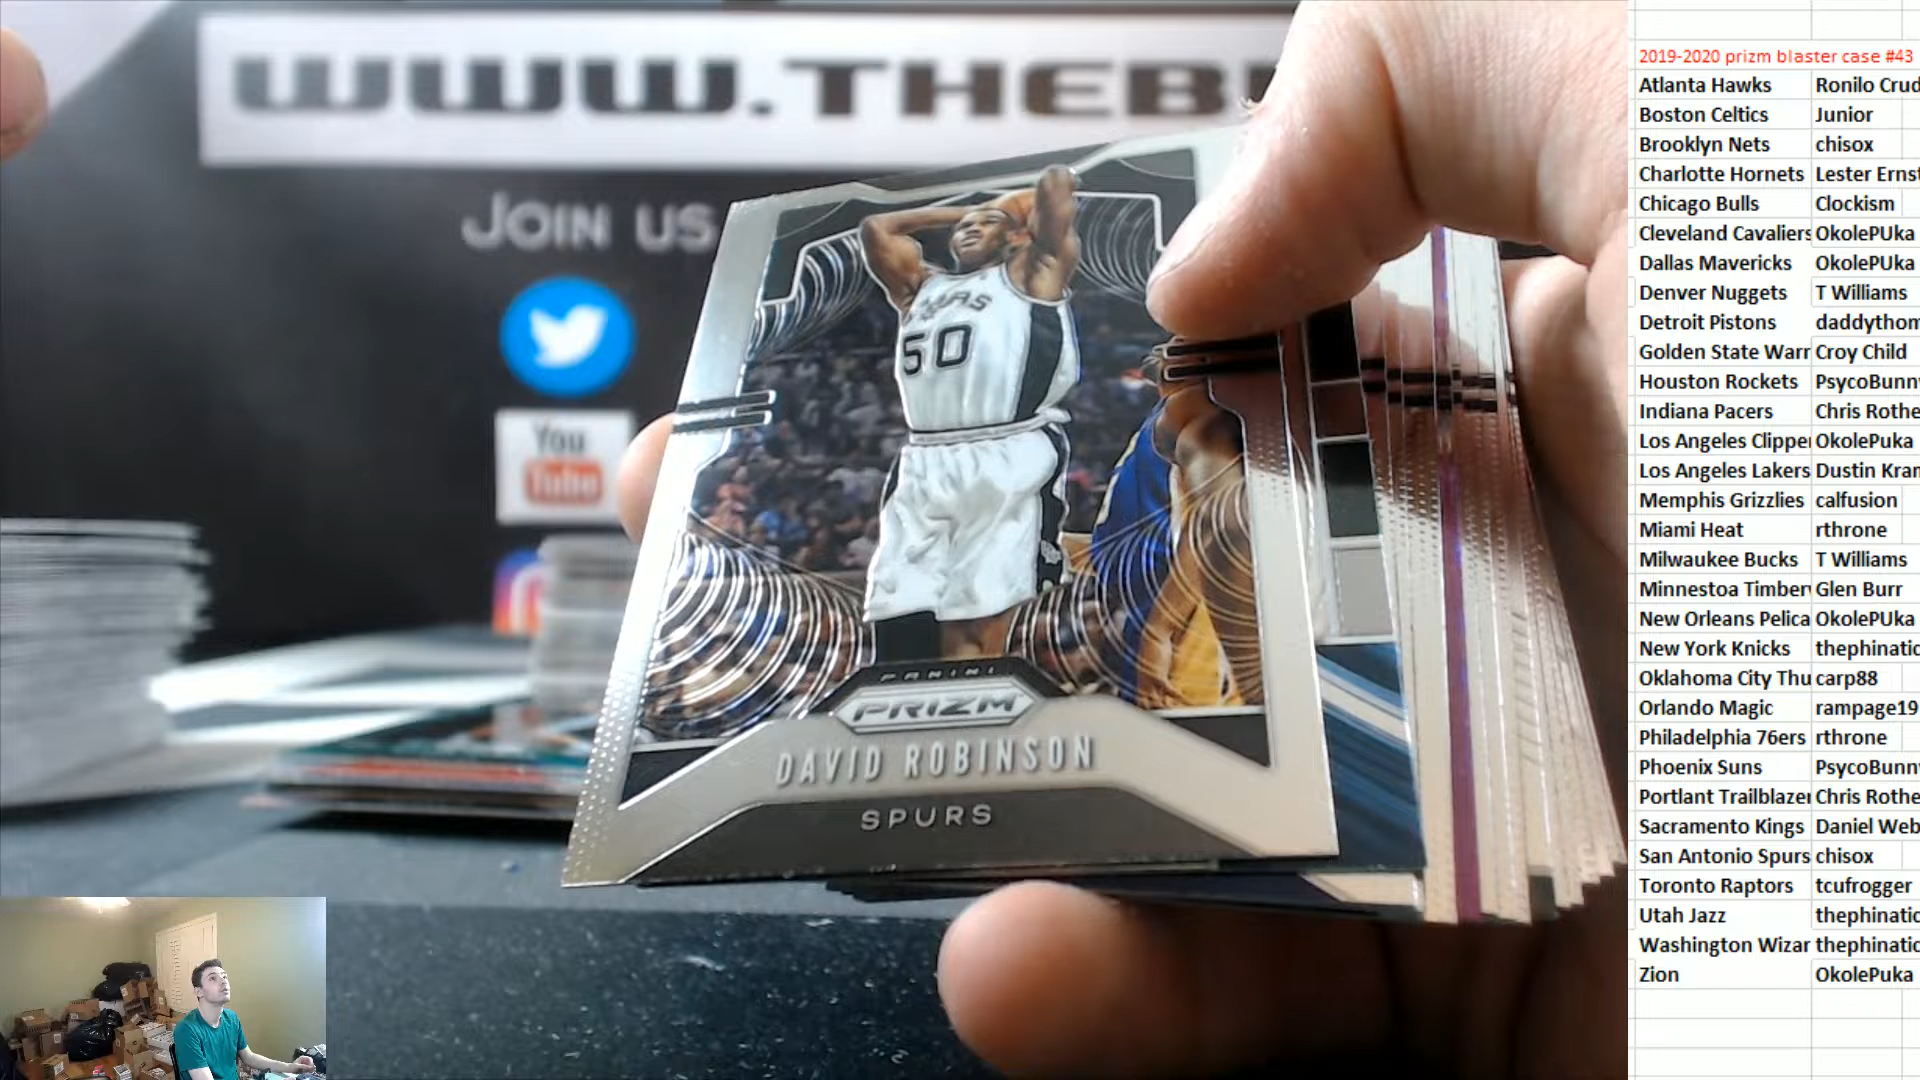 WWW.THEB
JOIN US
You
Tube
50
PANINI
PRIZM
DAVID ROBINSON
SPURS
2019-2020 prizm blaster case #43
Atlanta Hawks Ronilo Crud
Boston Celtics Junior
Brooklyn Nets chisox
Charlotte Hornets Lester Ernst
Chicago Bulls Clockism
Cleveland Cavaliers OkolePUka
Dallas Mavericks OkolePUka
Denver Nuggets T Williams
Detroit Pistons daddythom
Golden State Warr Croy Child
Houston Rockets PsycoBunny
Indiana Pacers Chris Rothe
Los Angeles Clipper OkolePuka
Los Angeles Lakers Dustin Kran
Memphis Grizzlies calfusion
Miami Heat rthrone
Milwaukee Bucks T Williams
Minnestoa Timberv Glen Burr
New Orleans Pelica OkolePUka
New York Knicks thephinatic
Oklahoma City Thu carp88
Orlando Magic rampage19
Philadelphia 76ers rthrone
Phoenix Suns PsycoBunny
Portlant Trailblazer Chris Rothe
Sacramento Kings Daniel Web
San Antonio Spurs chisox
Toronto Raptors tcufrogger
Utah Jazz thephinatic
Washington Wizar thephinatic
Zion OkolePuka